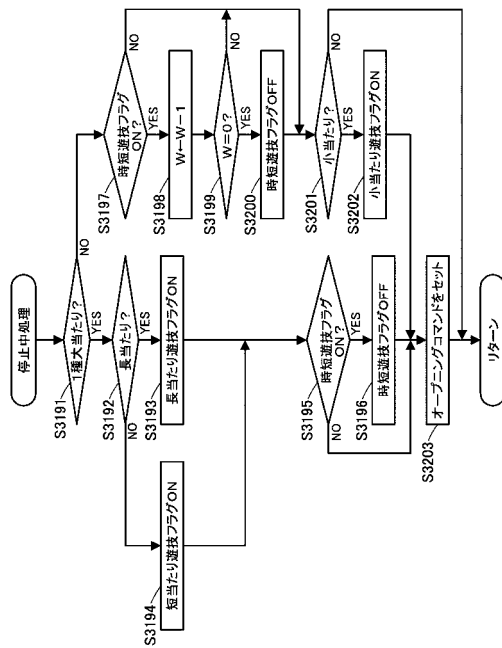 停止中処理
S3191
1種大当たり?
NO
YES
S3192
長当たり?
NO
YES
S3193
長当たり遊技フラグON
S3194
短当たり遊技フラグON
S3195
時短遊技フラグ
ON?
NO
YES
S3196
時短遊技フラグOFF
S3197
時短遊技フラグ
ON?
NO
YES
S3198
W←W−1
S3199
W=0?
NO
YES
S3200
時短遊技フラグOFF
S3201
小当たり?
NO
YES
S3202
小当たり遊技フラグON
S3203
オープニングコマンドをセット
リターン